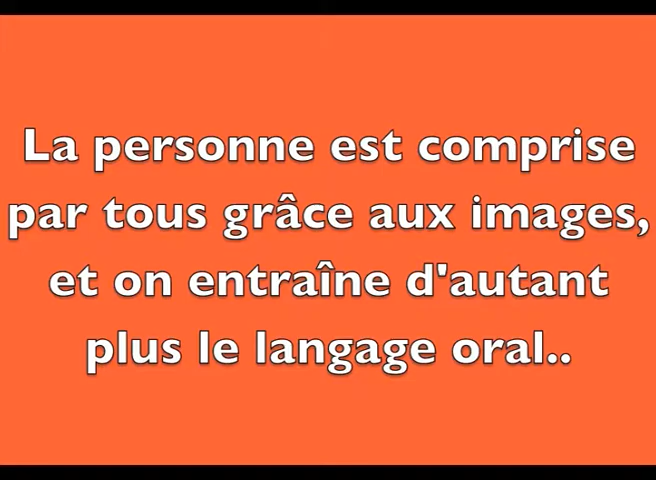 La personne est comprise
par tous grâce aux images,
et on entraîne d'autant
plus le langage oral..